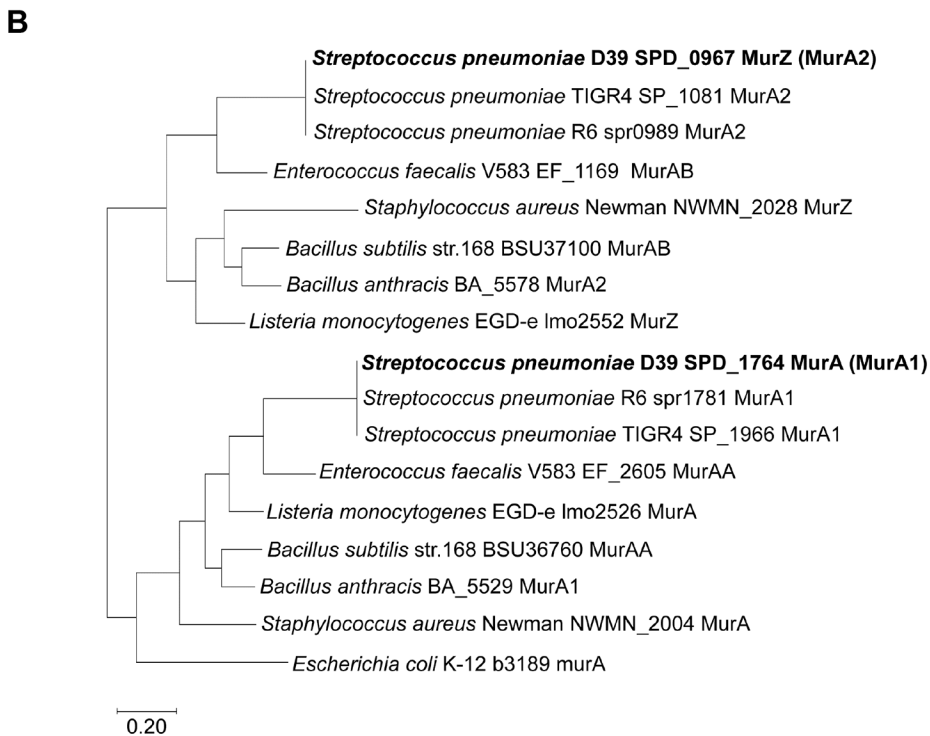 B
Streptococcus pneumoniae D39 SPD_0967 MurZ (MurA2)
Streptococcus pneumoniae TIGR4 SP_1081 MurA2
Streptococcus pneumoniae R6 spr0989 MurA2
Enterococcus faecalis V583 EF_1169 MurAB
Staphylococcus aureus Newman NWMN_2028 MurZ
Bacillus subtilis str.168 BSU37100 MurAB
Bacillus anthracis BA_5578 MurA2
Listeria monocytogenes EGD-e lmo2552 MurZ
Streptococcus pneumoniae D39 SPD_1764 MurA (MurA1)
Streptococcus pneumoniae R6 spr1781 MurA1
Streptococcus pneumoniae TIGR4 SP_1966 MurA1
Enterococcus faecalis V583 EF_2605 MurAA
Listeria monocytogenes EGD-e lmo2526 MurA
Bacillus subtilis str.168 BSU36760 MurAA
Bacillus anthracis BA_5529 MurA1
Staphylococcus aureus Newman NWMN_2004 MurA
Escherichia coli K-12 b3189 murA
0.20